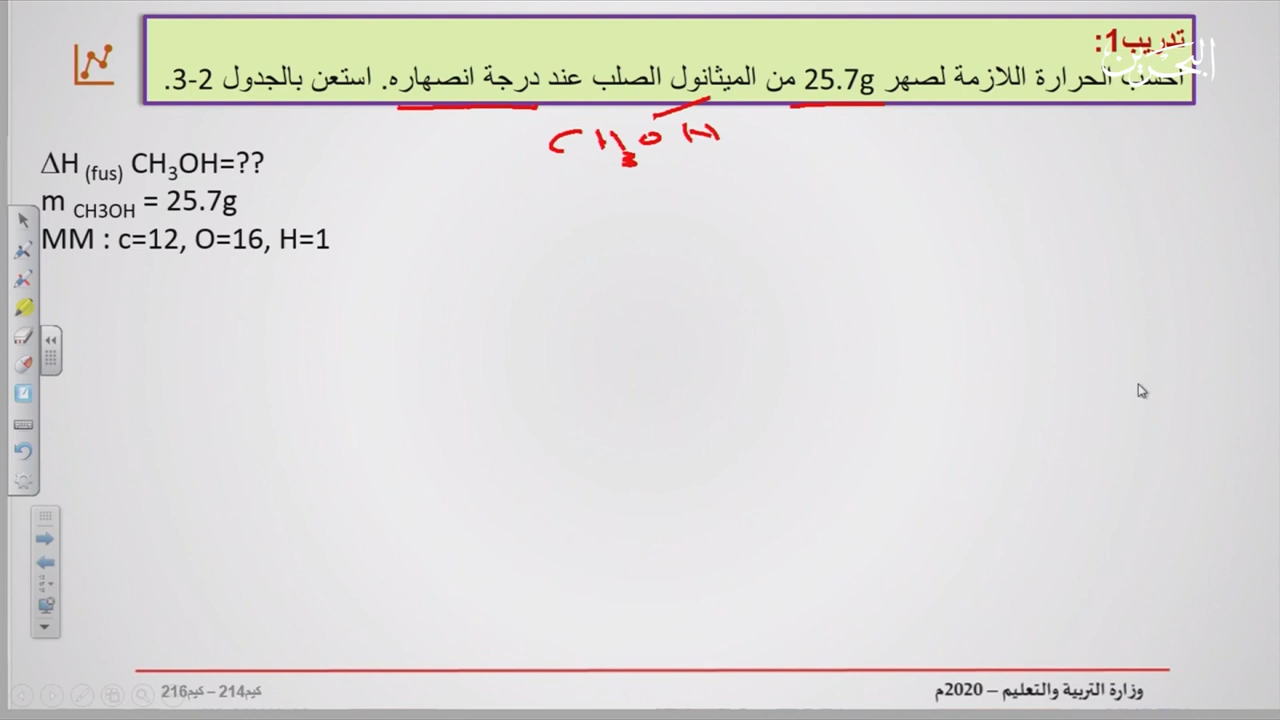 تدريب1:
احسب الحرارة اللازمة لصهر 25.7g من الميثانول الصلب عند درجة انصهاره. استعن بالجدول 2-3.
البحرين
CH3OH
ΔH (fus) CH₃OH=??
m CH3OH = 25.7g
MM : c=12, O=16, H=1
كيم214 – كيم216
وزارة التربية والتعليم – 2020م